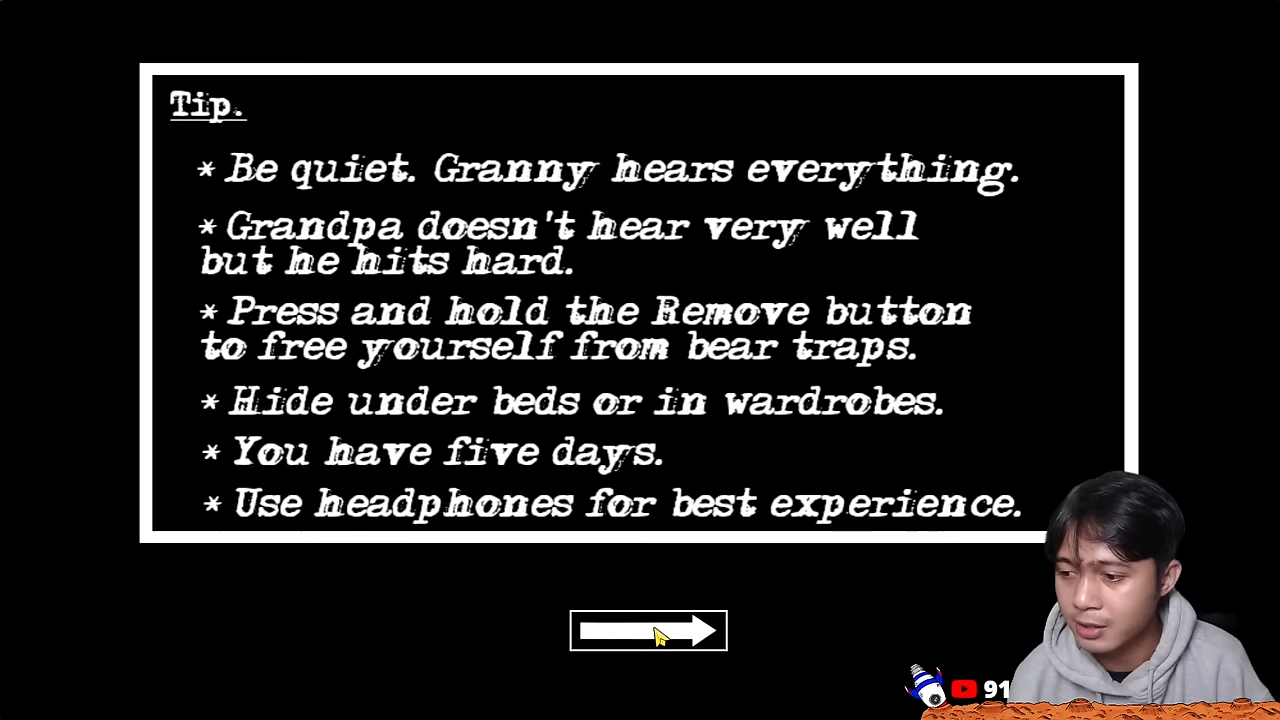 Tip.
* Be quiet. Granny hears everything.
* Grandpa doesn't hear very well
but he hits hard.
* Press and hold the Remove button
to free yourself from bear traps.
* Hide under beds or in wardrobes.
* You have five days.
* Use headphones for best experience.
91